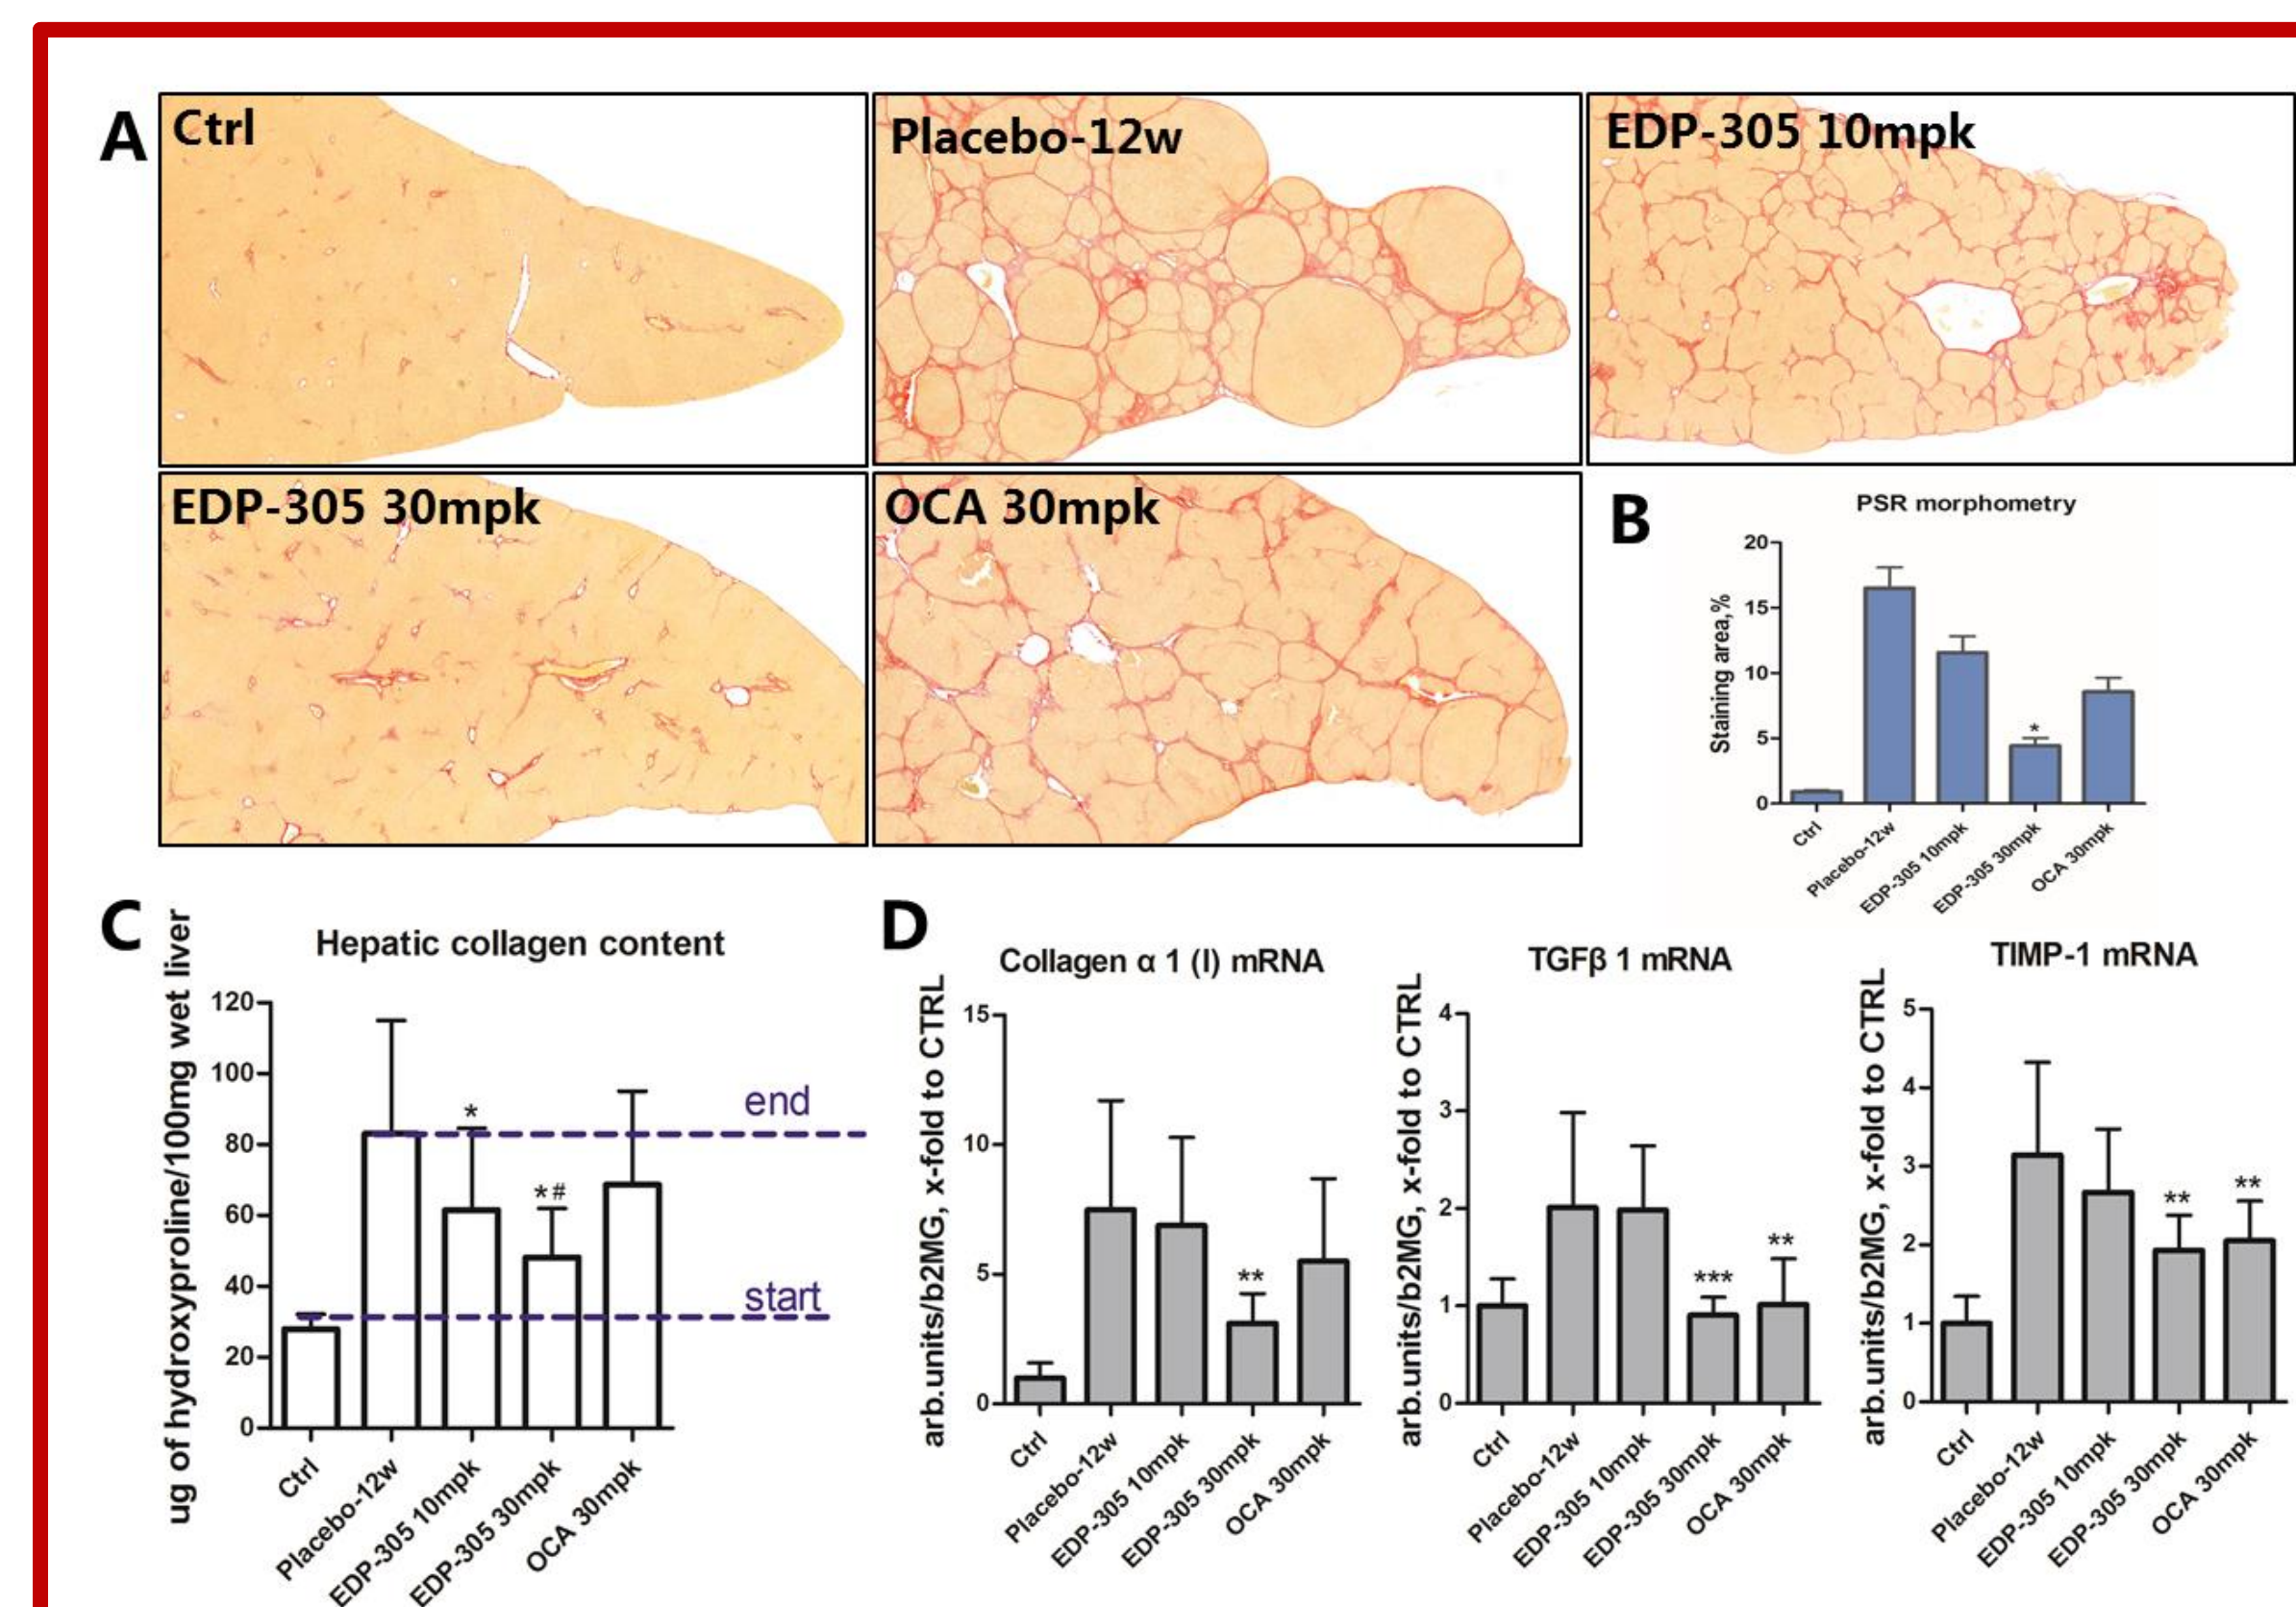 A
Ctrl
Placebo-12w
EDP-305 10mpk
EDP-305 30mpk
OCA 30mpk
B
PSR morphometry
Staining area,%
20
15
10
5
0
*
Ctrl
Placebo-12w
EDP-305 10mpk
EDP-305 30mpk
OCA 30mpk
C
Hepatic collagen content
ug of hydroxyproline/100mg wet liver
120
100
80
60
40
20
0
*
*#
end
start
Ctrl
Placebo-12w
EDP-305 10mpk
EDP-305 30mpk
OCA 30mpk
D
Collagen α 1 (I) mRNA
arb.units/b2MG, x-fold to CTRL
15
10
5
0
**
Ctrl
Placebo-12w
EDP-305 10mpk
EDP-305 30mpk
OCA 30mpk
TGFβ 1 mRNA
arb.units/b2MG, x-fold to CTRL
4
3
2
1
0
***
**
Ctrl
Placebo-12w
EDP-305 10mpk
EDP-305 30mpk
OCA 30mpk
TIMP-1 mRNA
arb.units/b2MG, x-fold to CTRL
5
4
3
2
1
0
**
**
Ctrl
Placebo-12w
EDP-305 10mpk
EDP-305 30mpk
OCA 30mpk